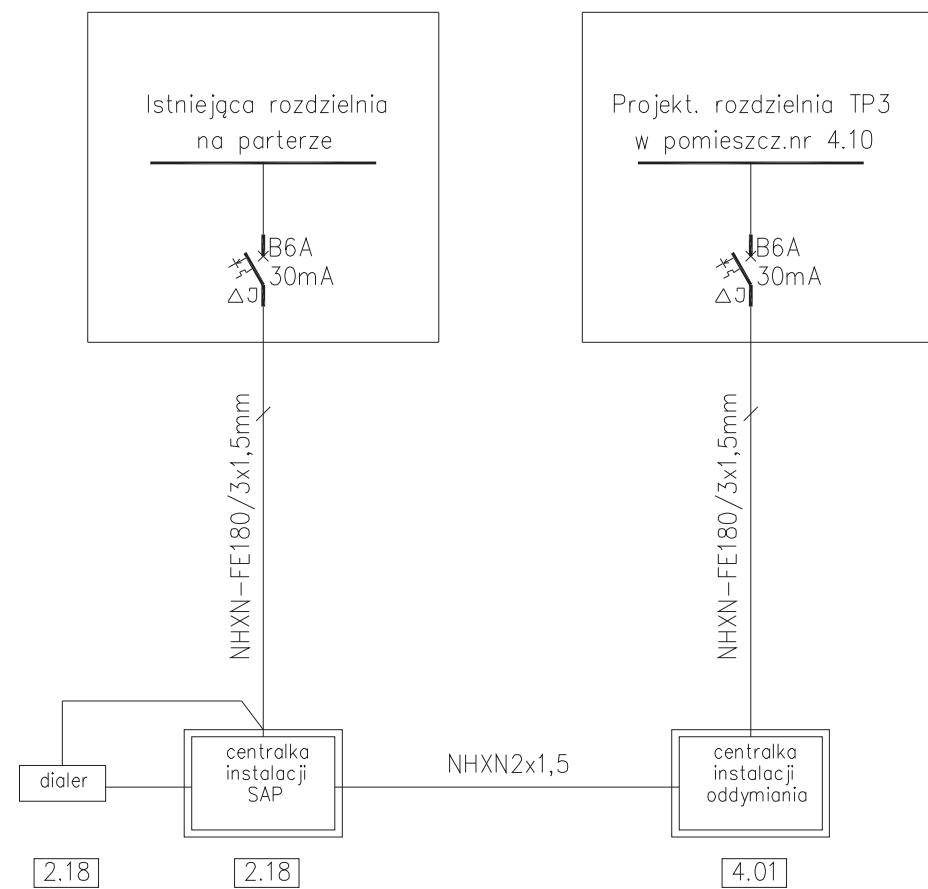 Istniejąca rozdzielnia
na parterze
B6A
30mA
ΔJ
NHXN-FE180/3x1,5mm
Projekt. rozdzielnia TP3
w pomieszcz.nr 4.10
B6A
30mA
ΔJ
NHXN-FE180/3x1,5mm
dialer
centralka
instalacji
SAP
NHXN2x1,5
centralka
instalacji
oddymiania
2.18
2.18
4.01